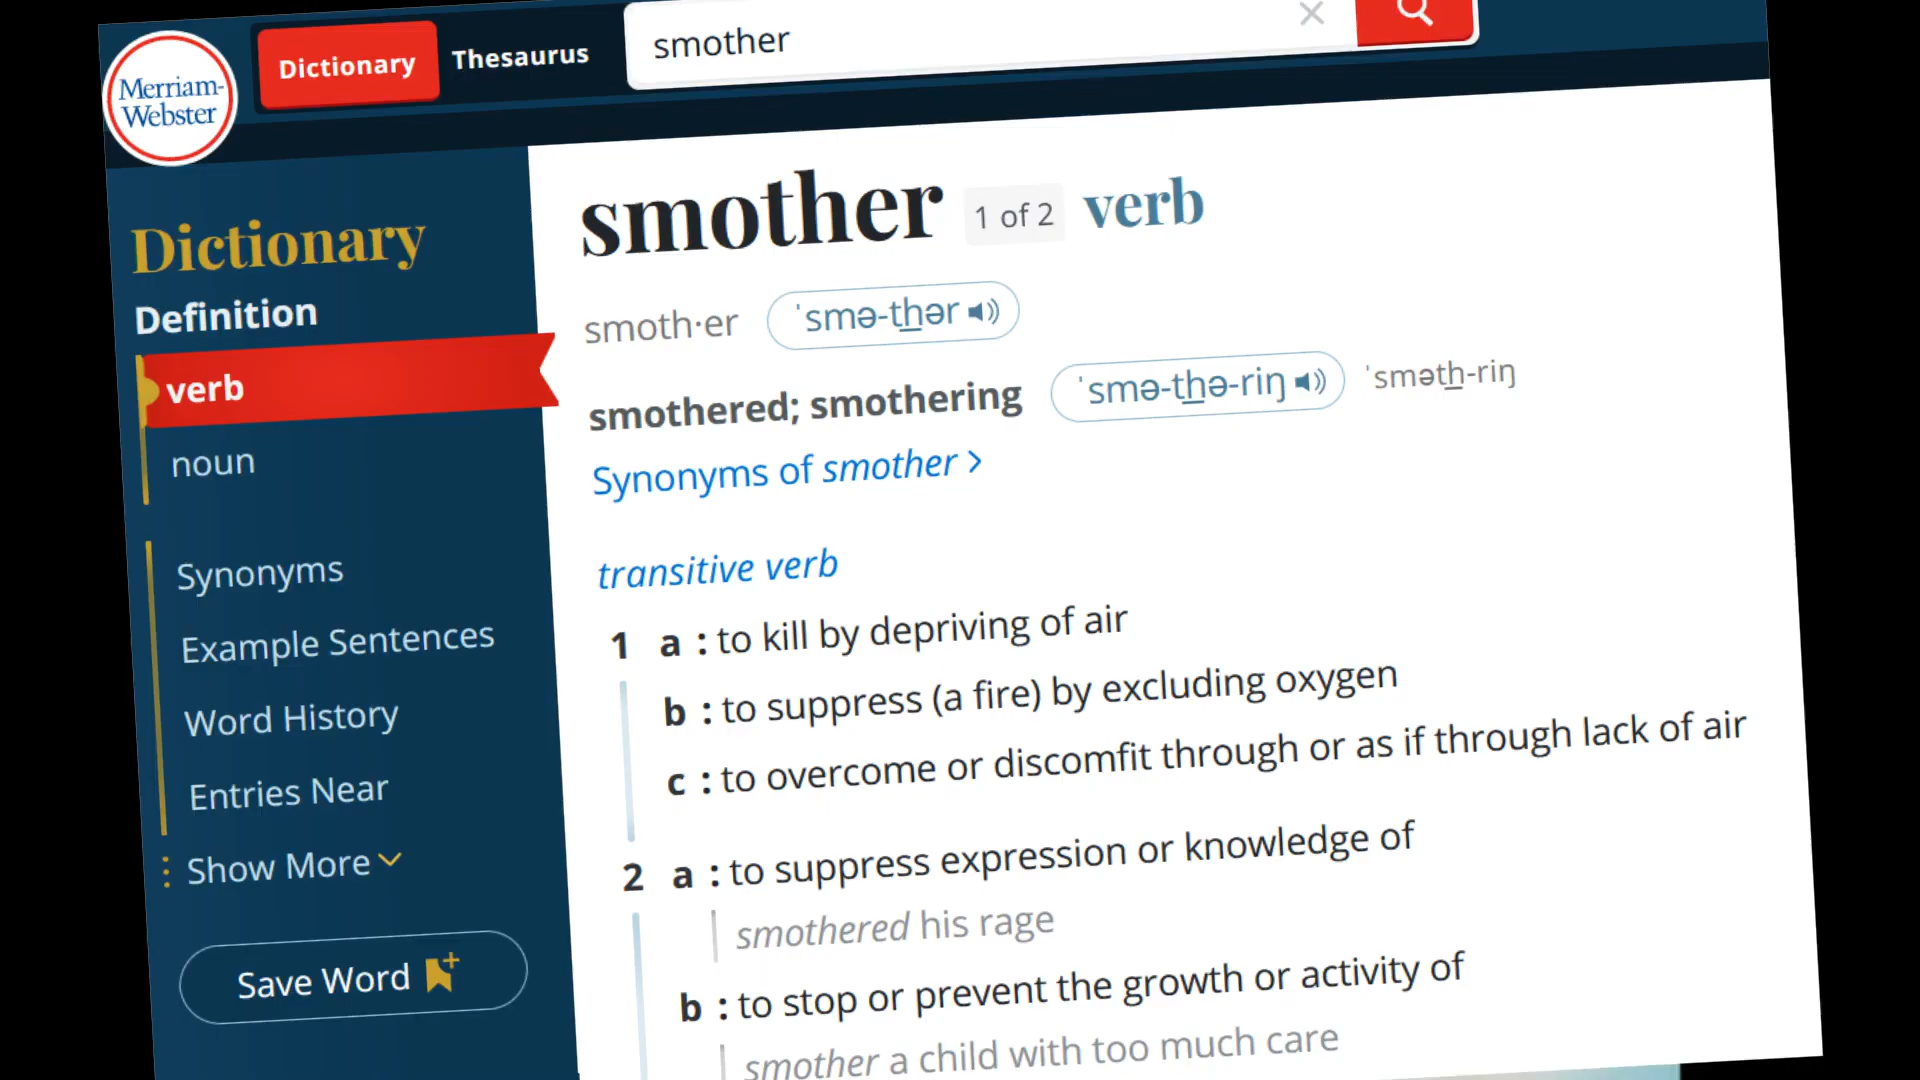 Merriam-
Webster
Dictionary
Thesaurus
smother
Dictionary
Definition
verb
noun
Synonyms
Example Sentences
Word History
Entries Near
Show More
Save Word
smother 1 of 2 verb
smoth·er ˈsmə-t͟hər
smothered; smothering ˈsmə-t͟hə-riŋ ˈsmət͟h-riŋ
Synonyms of smother
transitive verb
1 a : to kill by depriving of air
b : to suppress (a fire) by excluding oxygen
c : to overcome or discomfit through or as if through lack of air
2 a : to suppress expression or knowledge of
smothered his rage
b : to stop or prevent the growth or activity of
smother a child with too much care